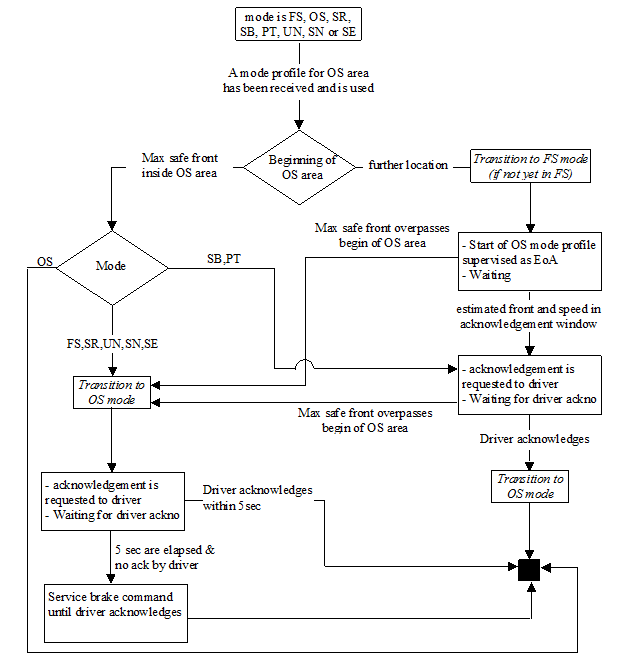 mode is FS, OS, SR,
SB, PT, UN, SN or SE
A mode profile for OS area
has been received and is used
Beginning of
OS area
Max safe front
inside OS area
further location
Transition to FS mode
(if not yet in FS)
Max safe front overpasses
begin of OS area
- Start of OS mode profile
supervised as EoA
- Waiting
OS
Mode
SB,PT
estimated front and speed in
acknowledgement window
FS,SR,UN,SN,SE
Transition to
OS mode
- acknowledgement is
requested to driver
- Waiting for driver ackno
Max safe front overpasses
begin of OS area
Driver acknowledges
Transition to
OS mode
- acknowledgement is
requested to driver
- Waiting for driver ackno
Driver acknowledges
within 5sec
5 sec are elapsed &
no ack by driver
Service brake command
until driver acknowledges